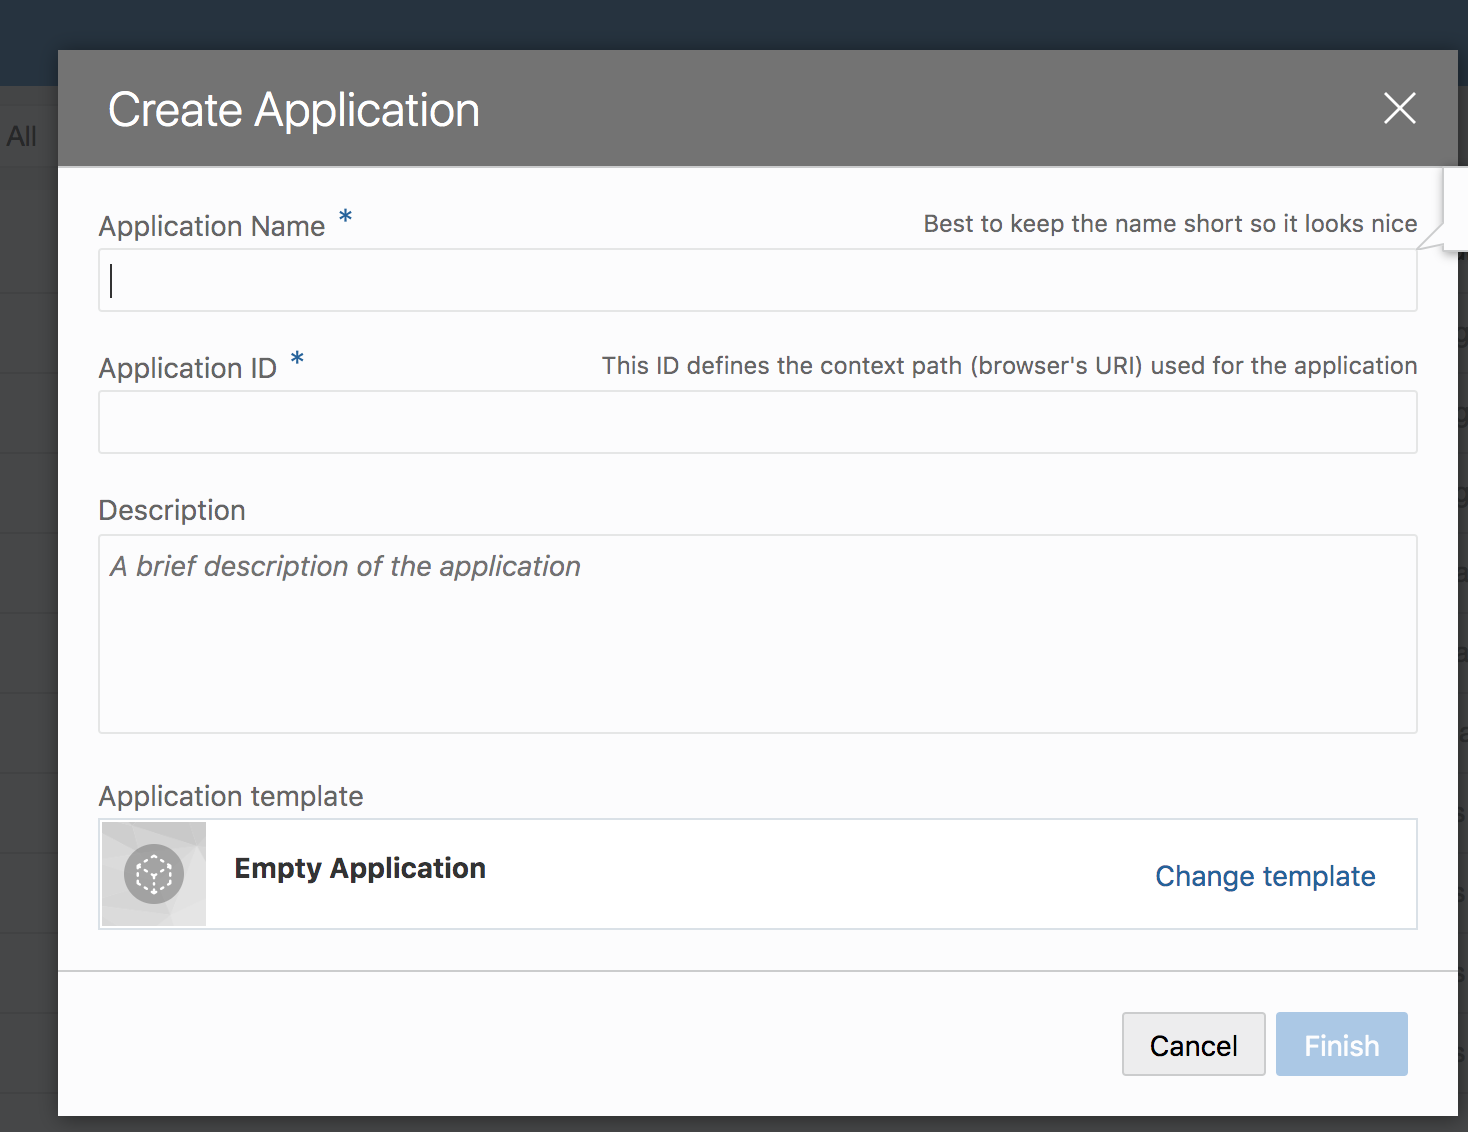 Create Application
All
Application Name *
Best to keep the name short so it looks nice
Application ID *
This ID defines the context path (browser's URI) used for the application
Description
A brief description of the application
Application template
Empty Application
Change template
Cancel
Finish